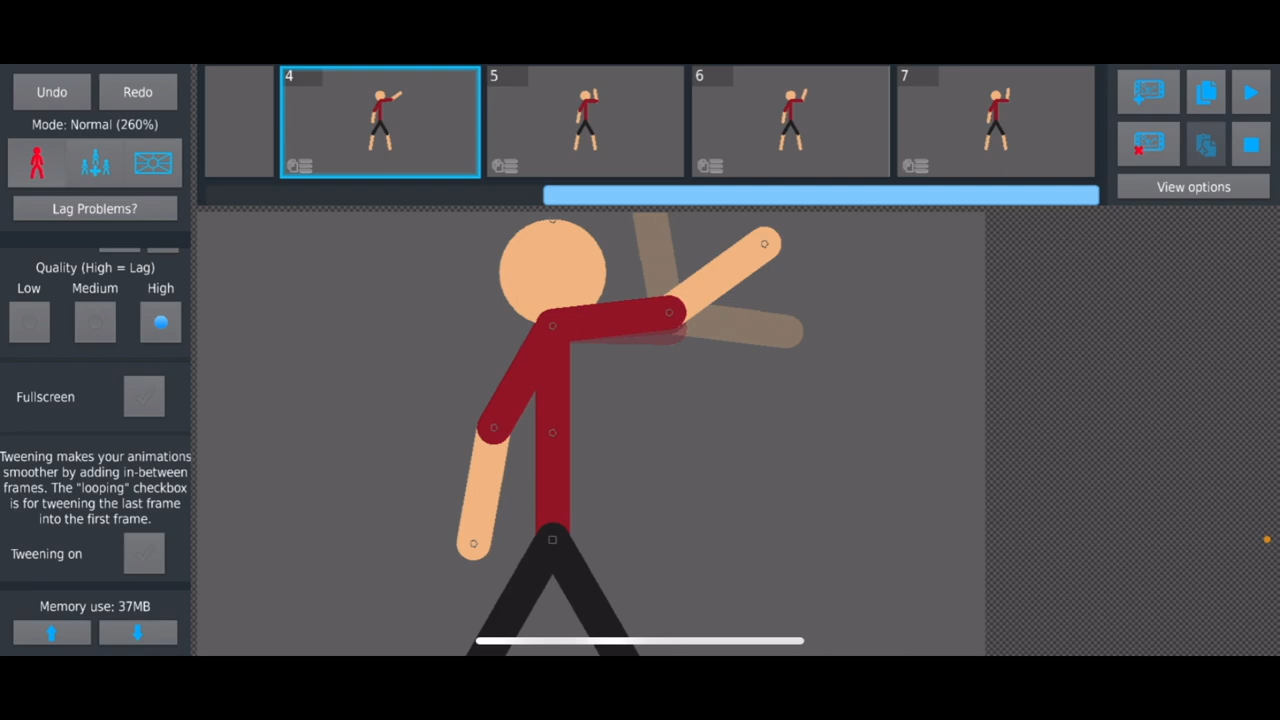 Undo
Redo
Mode: Normal (260%)
Lag Problems?
Quality (High = Lag)
Low
Medium
High
Fullscreen
Tweening makes your animations
smoother by adding in-between
frames. The "looping" checkbox
is for tweening the last frame
into the first frame.
Tweening on
Memory use: 37MB
4
5
6
7
View options